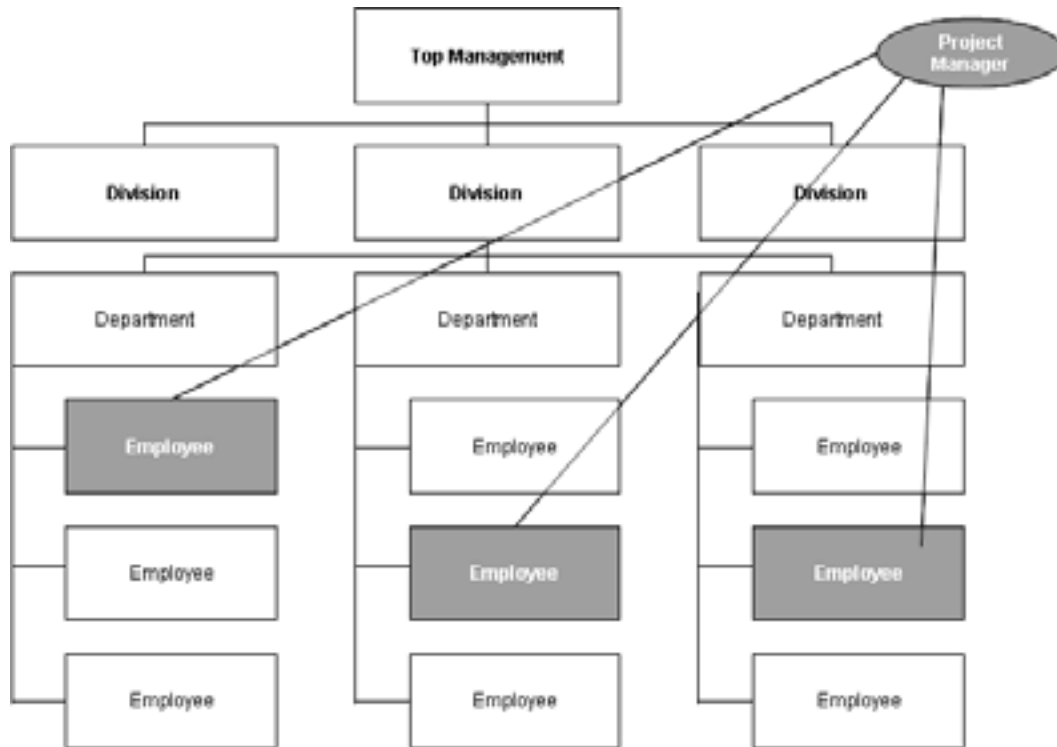 Top Management
Project
Manager
Division
Division
Division
Department
Department
Department
Employee
Employee
Employee
Employee
Employee
Employee
Employee
Employee
Employee